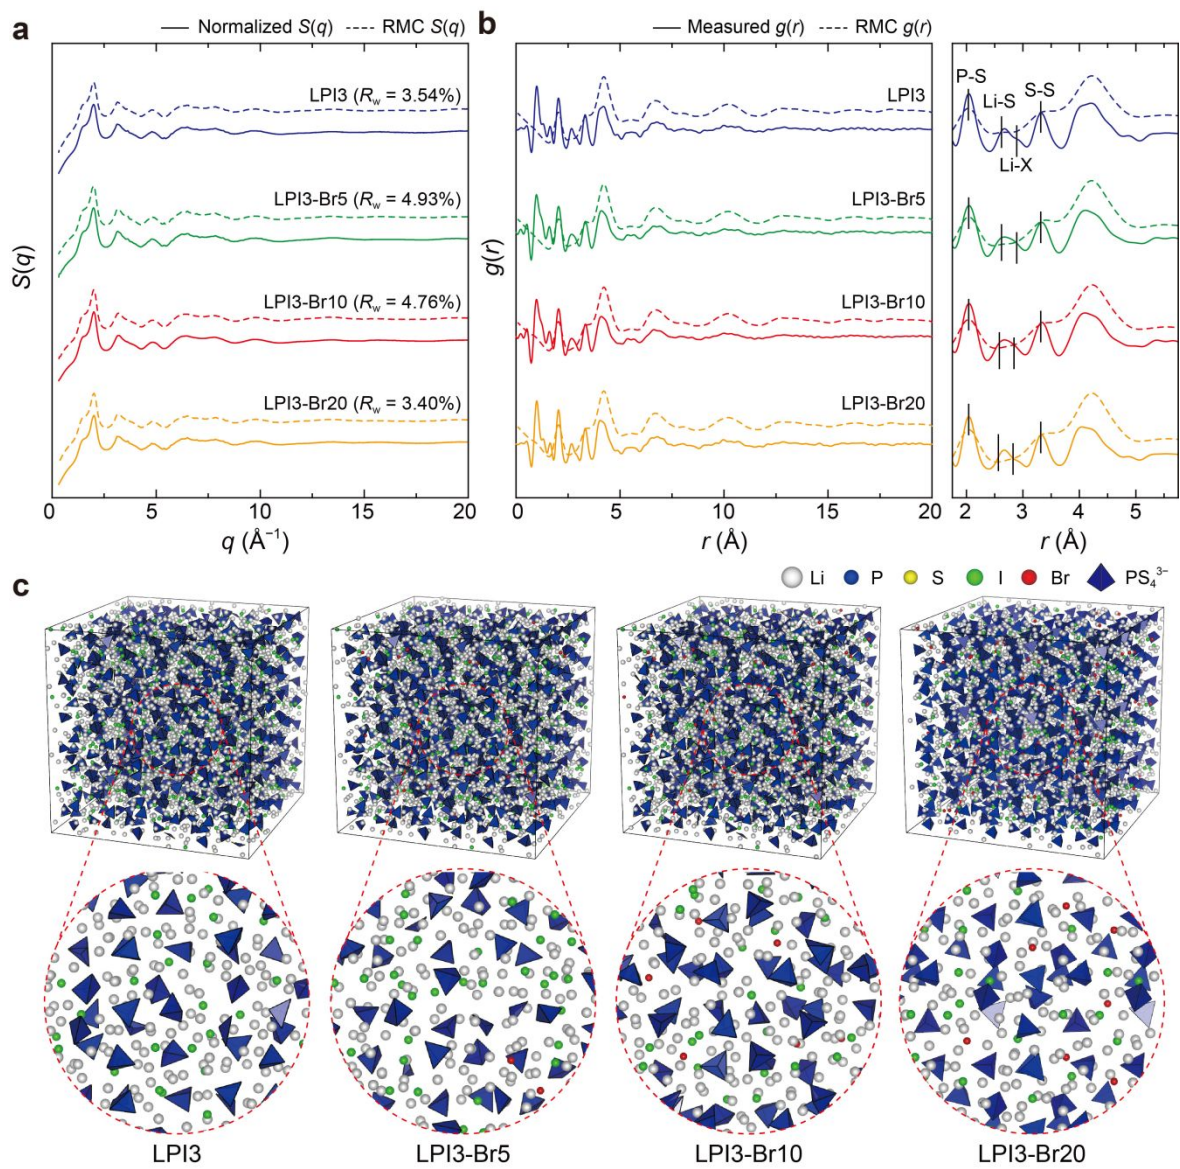 a
Normalized S(q) RMC S(q)
LPI3 (Rw = 3.54%)
LPI3-Br5 (Rw = 4.93%)
LPI3-Br10 (Rw = 4.76%)
LPI3-Br20 (Rw = 3.40%)
S(q)
0 5 10 15 20
q (Å−1)
b
Measured g(r) RMC g(r)
LPI3
LPI3-Br5
LPI3-Br10
LPI3-Br20
g(r)
0 5 10 15 20
r (Å)
P-S
Li-S
S-S
Li-X
2 3 4 5
r (Å)
c
Li P S I Br PS43−
LPI3 LPI3-Br5 LPI3-Br10 LPI3-Br20